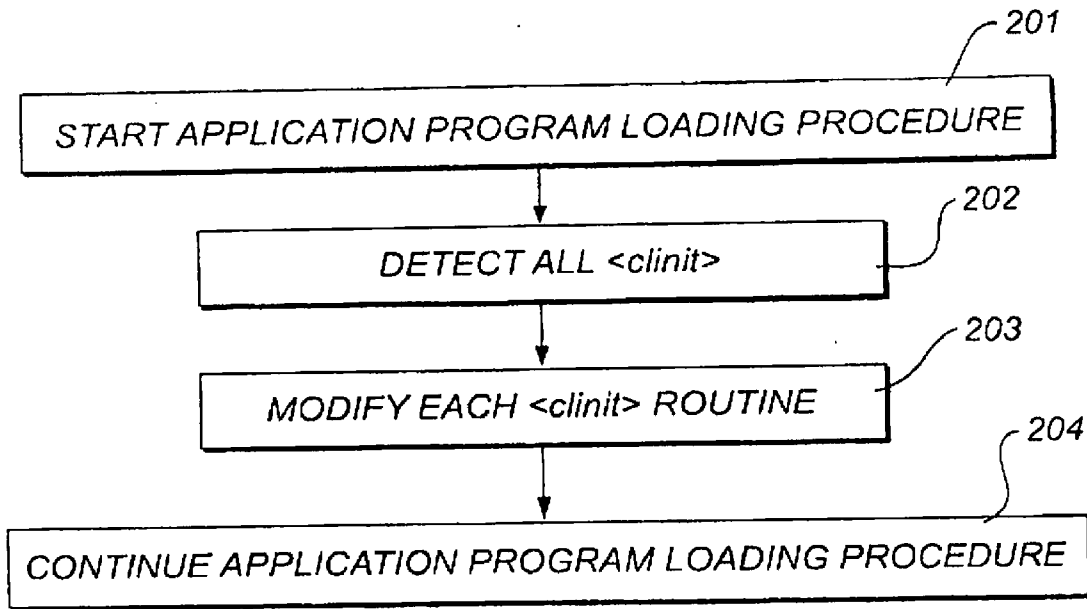 201
START APPLICATION PROGRAM LOADING PROCEDURE
202
DETECT ALL <clinit>
203
MODIFY EACH <clinit> ROUTINE
204
CONTINUE APPLICATION PROGRAM LOADING PROCEDURE